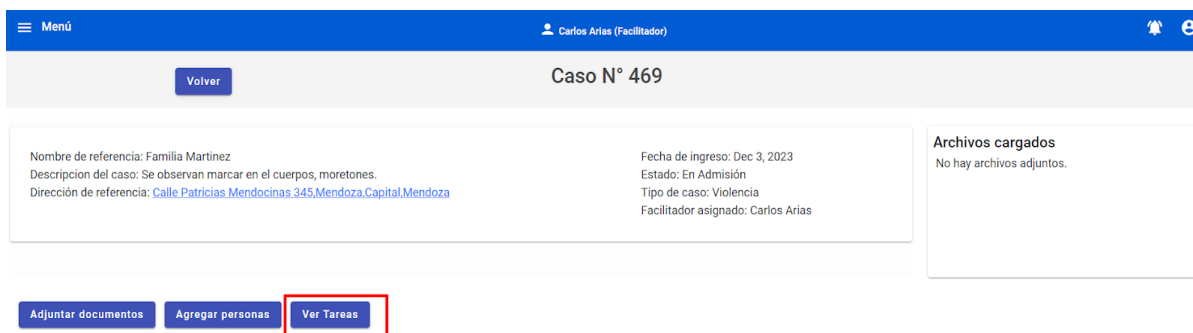 Menú
Carlos Arias (Facilitador)
Volver
Caso N° 469
Nombre de referencia: Familia Martinez
Descripcion del caso: Se observan marcar en el cuerpos, moretones.
Dirección de referencia: Calle Patricias Mendocinas 345,Mendoza,Capital,Mendoza
Fecha de ingreso: Dec 3, 2023
Estado: En Admisión
Tipo de caso: Violencia
Facilitador asignado: Carlos Arias
Archivos cargados
No hay archivos adjuntos.
Adjuntar documentos
Agregar personas
Ver Tareas